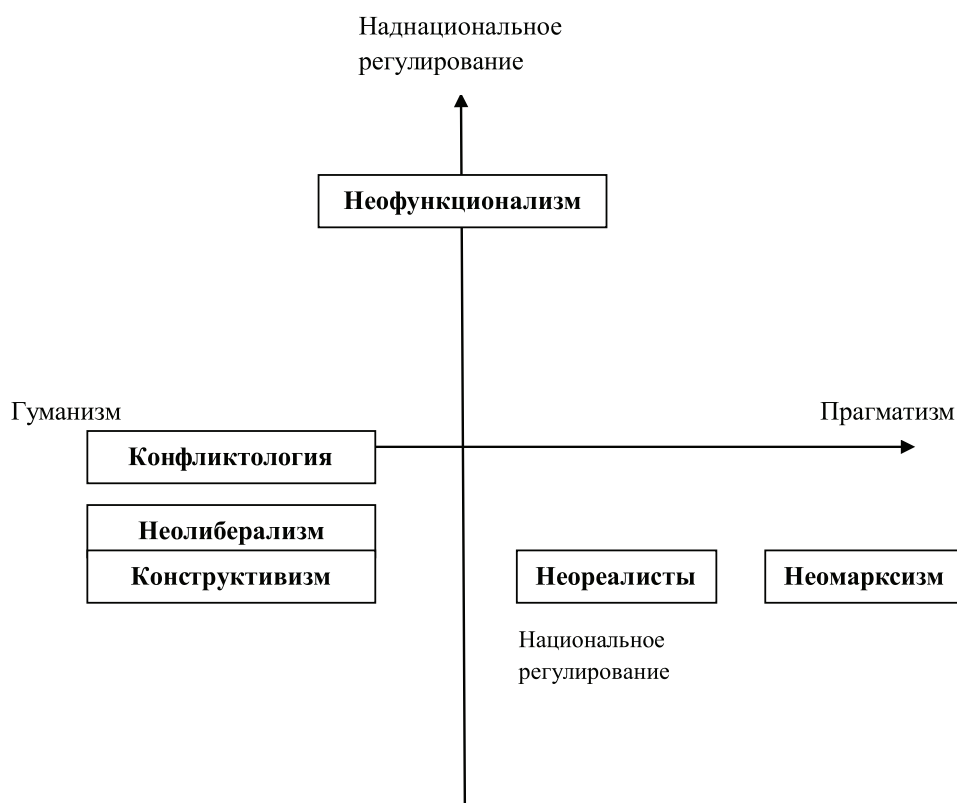 Наднациональное
регулирование
Неофункционализм
Гуманизм
Прагматизм
Конфликтология
Неолиберализм
Конструктивизм
Неореалисты
Неомарксизм
Национальное
регулирование